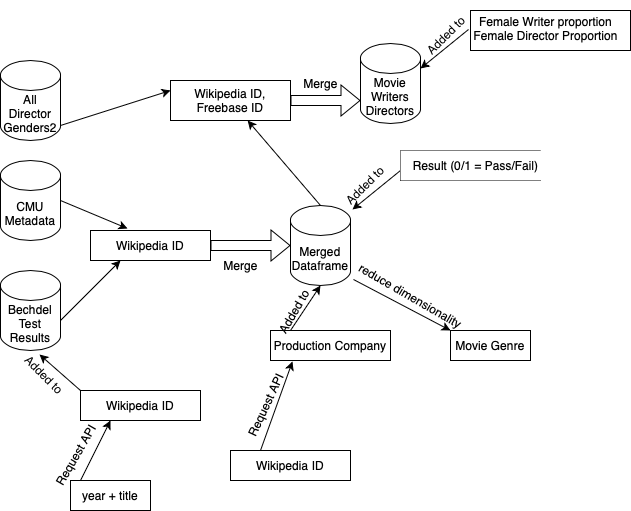 Female Writer proportion
Female Director Proportion
Added to
All
Director
Genders2
Wikipedia ID,
Freebase ID
Merge
Movie
Writers
Directors
Result (0/1 = Pass/Fail)
Added to
CMU
Metadata
Wikipedia ID
Merge
Merged
Dataframe
reduce dimensionality
Bechdel
Test
Results
Added to
Production Company
Movie Genre
Added to
Wikipedia ID
Request API
Request API
Wikipedia ID
year + title